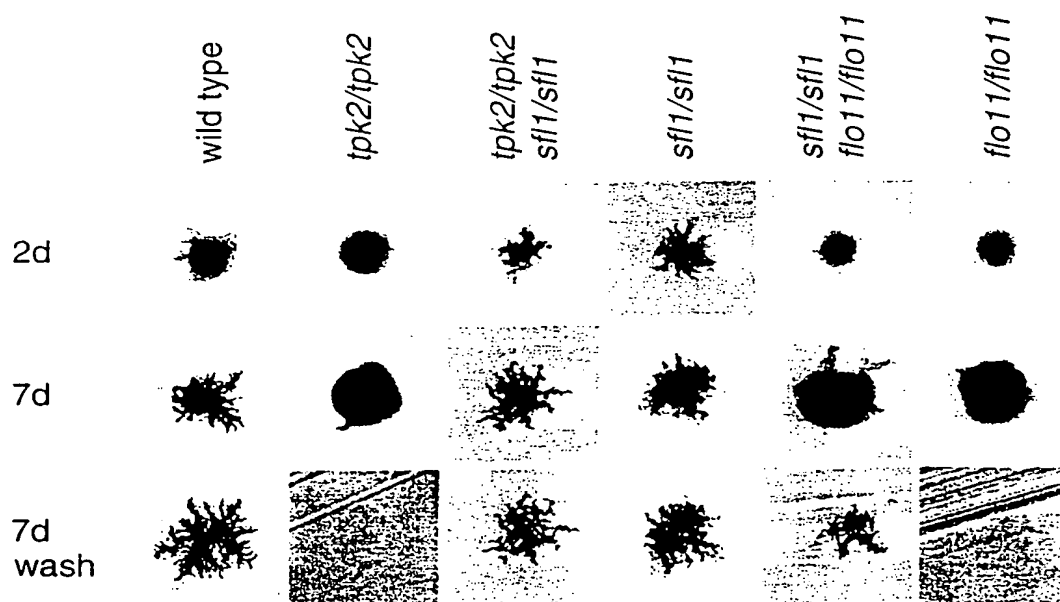 wild type
tpk2/tpk2
tpk2/tpk2
sfl1/sfl1
sfl1/sfl1
sfl1/sfl1
flo11/flo11
flo11/flo11
2d
7d
7d
wash